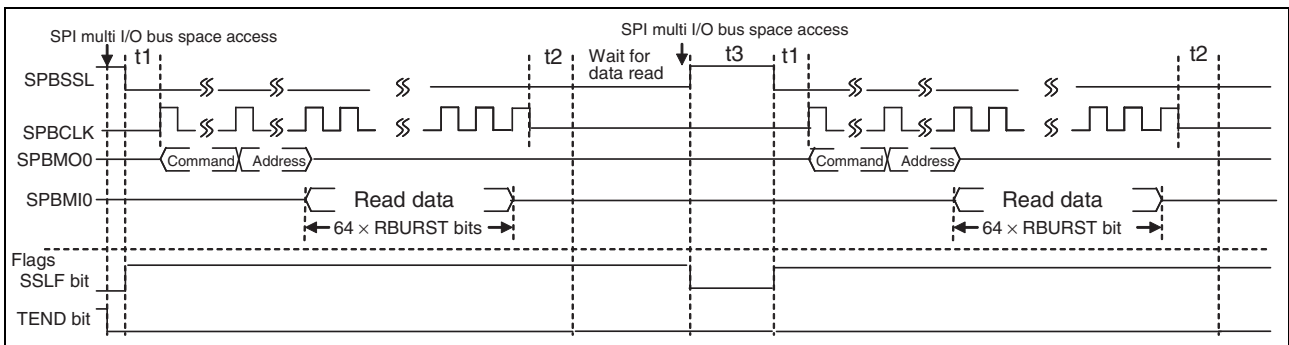 SPI multi I/O bus space access
SPI multi I/O bus space access
t1
t2
Wait for
data read
t3
t1
t2
SPBSSL
SPBCLK
SPBMO0
Command
Address
Command
Address
SPBMI0
Read data
Read data
64 × RBURST bits
64 × RBURST bit
Flags
SSLF bit
TEND bit